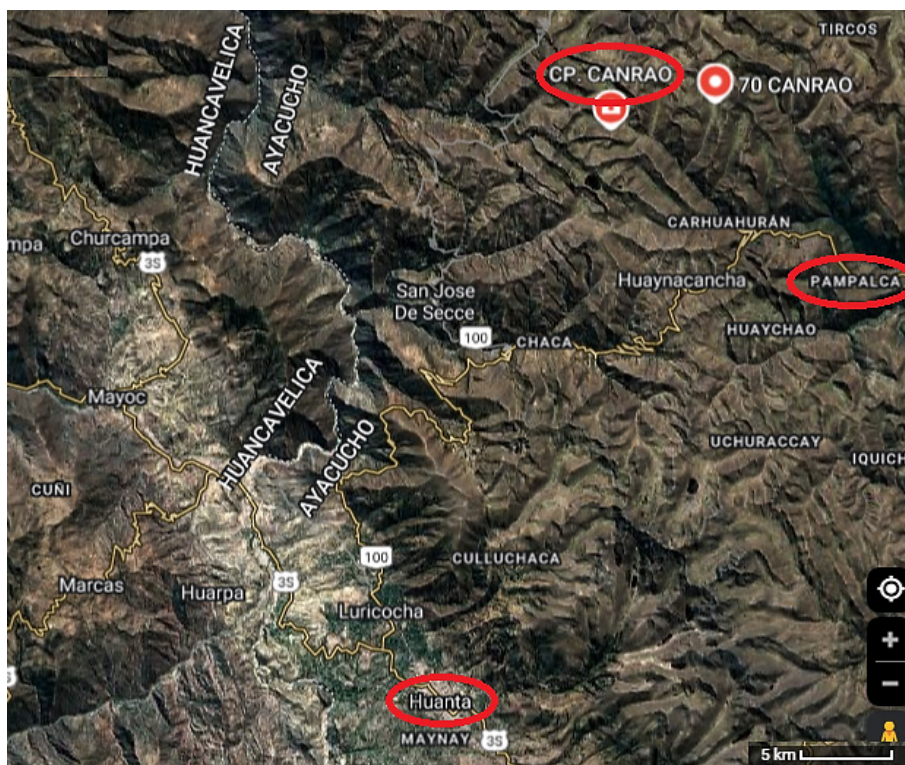 TIRCOS
HUANCAVELICA
CP. CANRAO
70 CANRAO
AYACUCHO
CARHUAHURÁN
mpa
Churcampa
3S
Huaynacancha
PAMPALCA
San Jose
De Secce
HUAYCHAO
100
CHACA
Mayoc
HUANCAVELICA
AYACUCHO
UCHURACCAY
IQUICH
CUÑI
100
CULLUCHACA
3S
Marcas
Huarpa
Luricocha
S
Huanta
MAYNAY
3S
5 km